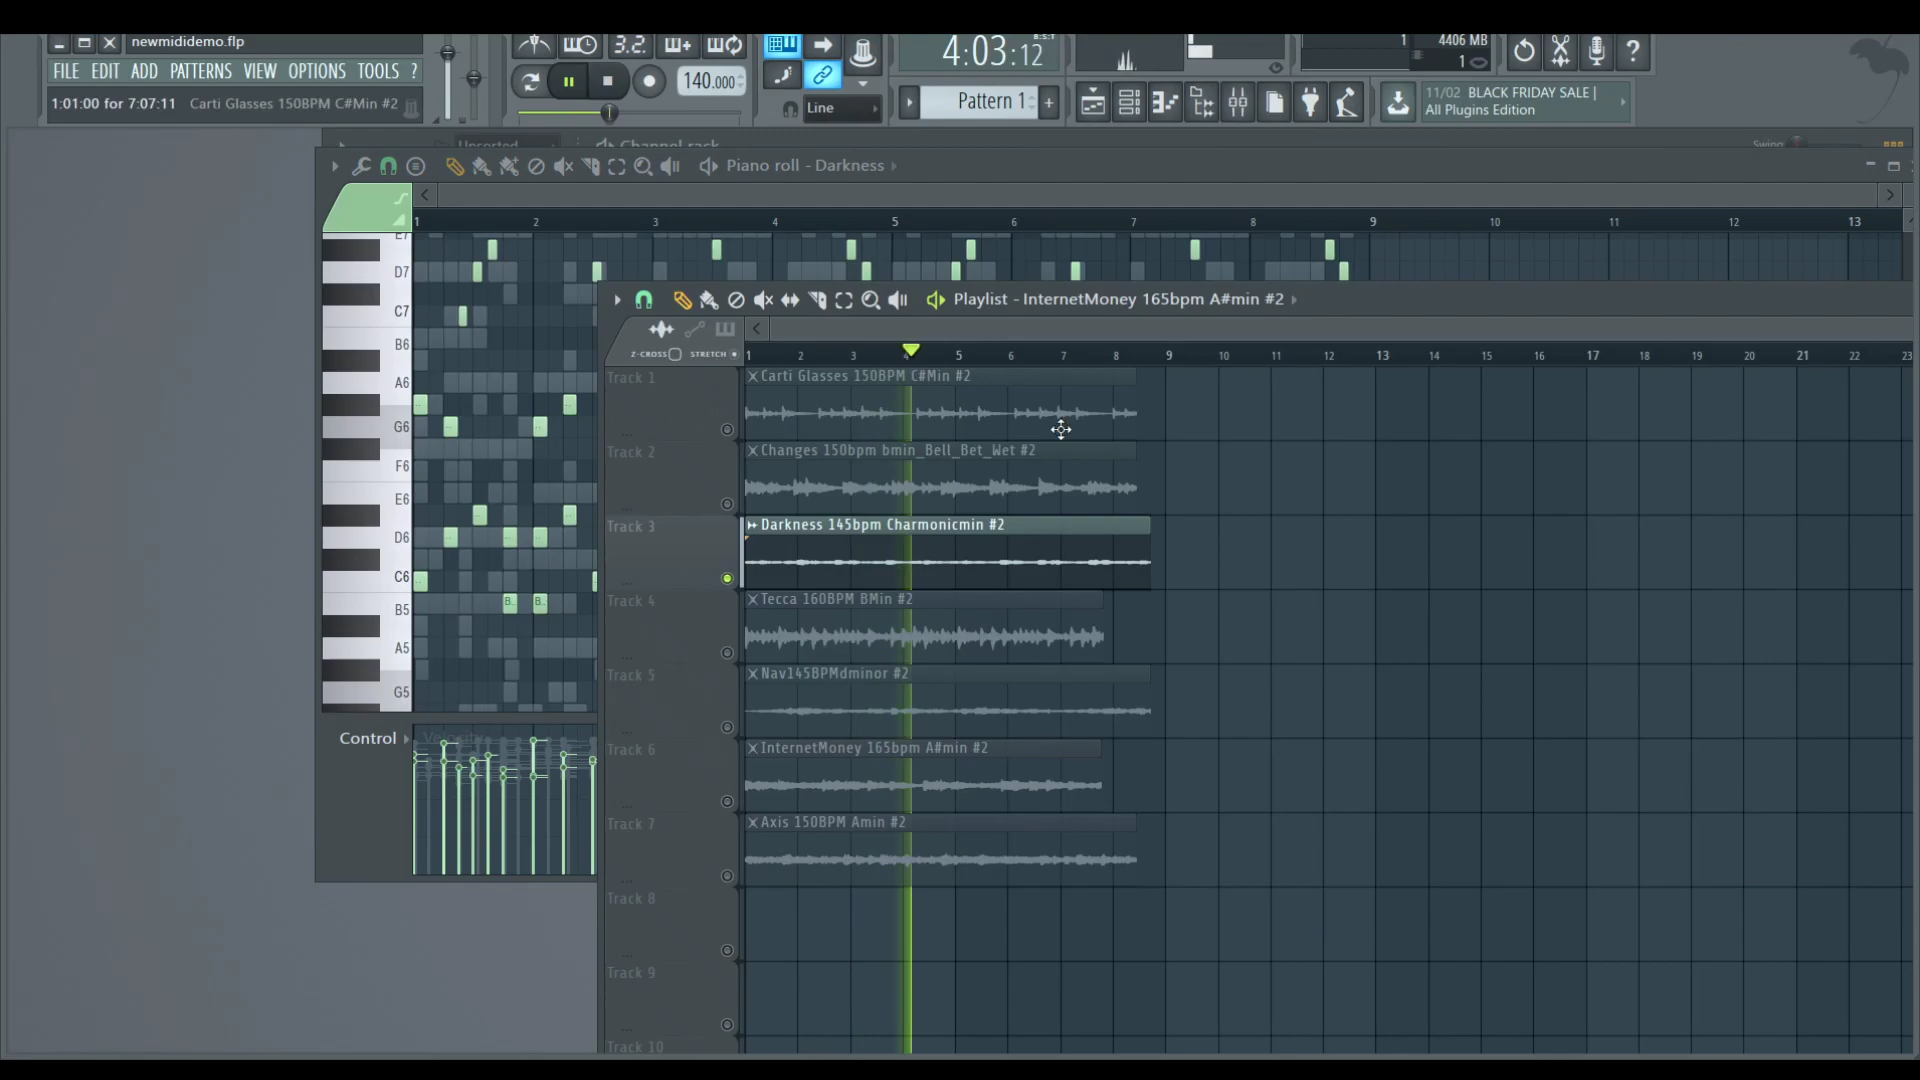 newmididemo.flp
FILE EDIT ADD PATTERNS VIEW OPTIONS TOOLS ?
1:01:00 for 7:07:11 Carti Glasses 150BPM C#Min #2
3.2.
140.000
Line
4:03:12
B:S:T
Pattern 1
1
4406 MB
1
11/02 BLACK FRIDAY SALE |
All Plugins Edition
Unsorted
Channel rack
Swing
Piano roll - Darkness
1 2 3 4 5 6 7 8 9 10 11 12 13
E7
D7
C7
B6
A6
G6
F6
E6
D6
C6
B5
A5
G5
B..
B..
Control
Velocity
Playlist - InternetMoney 165bpm A#min #2
Z-CROSS STRETCH
1 2 3 4 5 6 7 8 9 10 11 12 13 14 15 16 17 18 19 20 21 22 23
Track 1
Carti Glasses 150BPM C#Min #2
Track 2
Changes 150bpm bmin_Bell_Bet_Wet #2
Track 3
Darkness 145bpm Charmonicmin #2
Track 4
Tecca 160BPM BMin #2
Track 5
Nav145BPMdminor #2
Track 6
InternetMoney 165bpm A#min #2
Track 7
Axis 150BPM Amin #2
Track 8
Track 9
Track 10